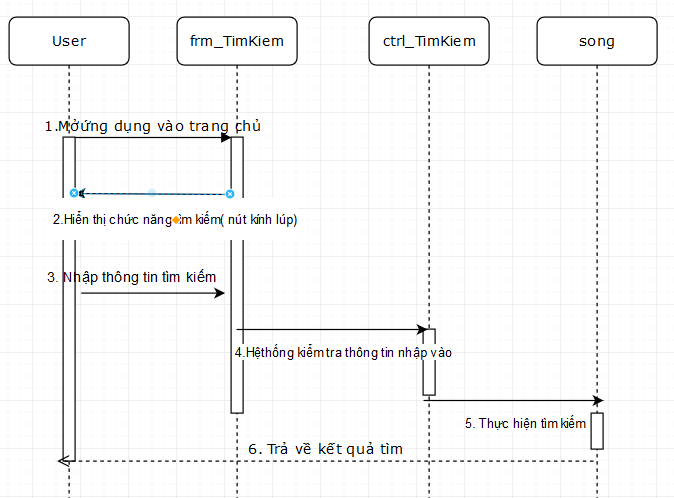 User
frm_TimKiem
ctrl_TimKiem
song
1.Mở ứng dụng vào trang chủ
2.Hiển thị chức năng tìm kiếm( nút kính lúp)
3. Nhập thông tin tìm kiếm
4.Hệ thống kiểm tra thông tin nhập vào
5. Thực hiện tìm kiếm
6. Trả về kết quả tìm